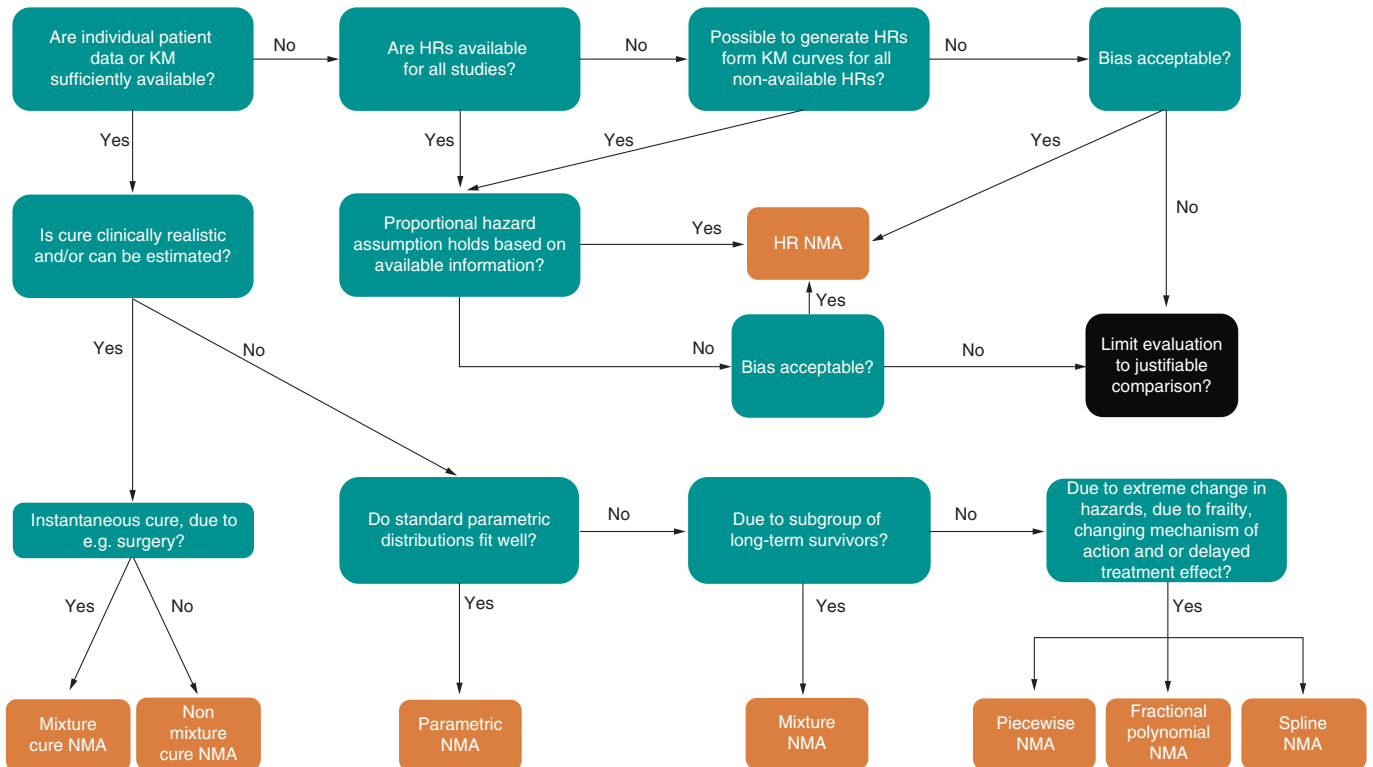 Are individual patient
data or KM
sufficiently available?
No
Are HRs available
for all studies?
No
Possible to generate HRs
form KM curves for all
non-available HRs?
No
Bias acceptable?
Yes
Yes
Yes
Yes
No
Is cure clinically realistic
and/or can be estimated?
Proportional hazard
assumption holds based on
available information?
Yes
HR NMA
Yes
No
Bias acceptable?
No
Limit evaluation
to justifiable
comparison?
Yes
No
Instantaneous cure, due to
e.g. surgery?
Do standard parametric
distributions fit well?
No
Due to subgroup of
long-term survivors?
No
Due to extreme change in
hazards, due to frailty,
changing mechanism of
action and or delayed
treatment effect?
Yes
No
Yes
Yes
Yes
Mixture
cure NMA
Non
mixture
cure NMA
Parametric
NMA
Mixture
NMA
Piecewise
NMA
Fractional
polynomial
NMA
Spline
NMA